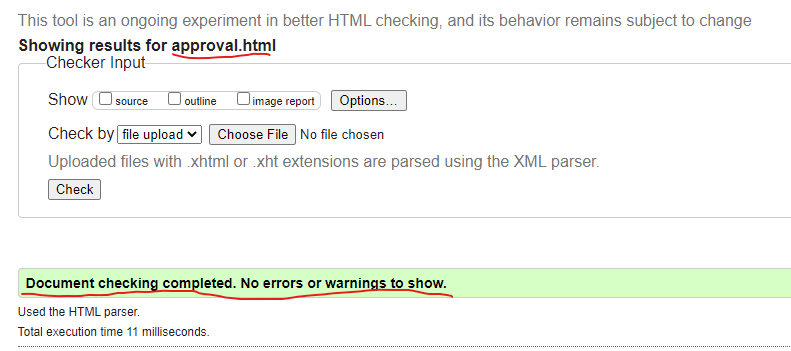 This tool is an ongoing experiment in better HTML checking, and its behavior remains subject to change
Showing results for approval.html
Checker Input
Show source outline image report Options...
Check by file upload Choose File No file chosen
Uploaded files with .xhtml or .xht extensions are parsed using the XML parser.
Check
Document checking completed. No errors or warnings to show.
Used the HTML parser.
Total execution time 11 milliseconds.